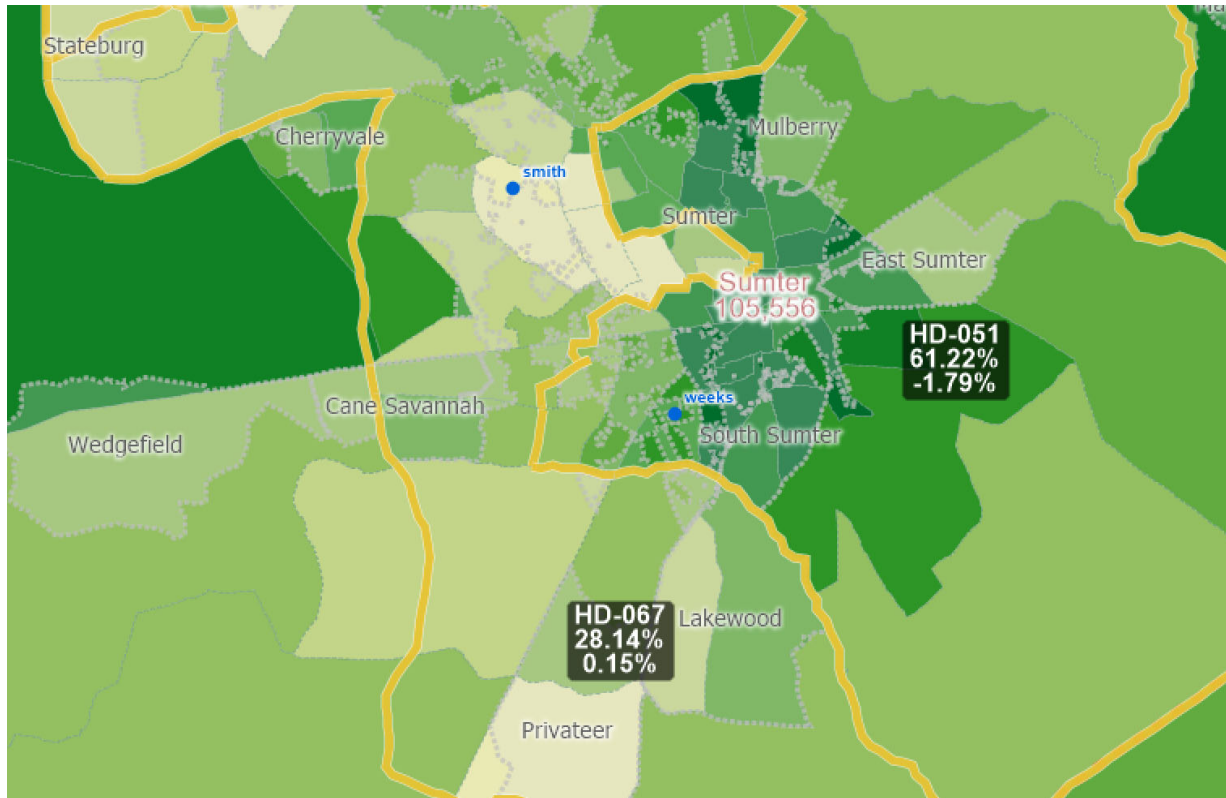 Stateburg
Cherryvale
Mulberry
smith
Sumter
East Sumter
Sumter
105,556
HD-051
61.22%
-1.79%
weeks
Cane Savannah
South Sumter
Wedgefield
HD-067
28.14%
0.15%
Lakewood
Privateer